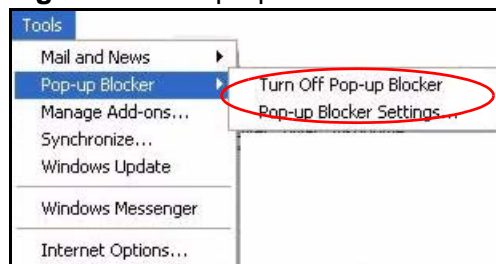 Tools
Mail and News
Pop-up Blocker
Turn Off Pop-up Blocker
Pop-up Blocker Settings...
Manage Add-ons...
Synchronize...
Windows Update
Windows Messenger
Internet Options...